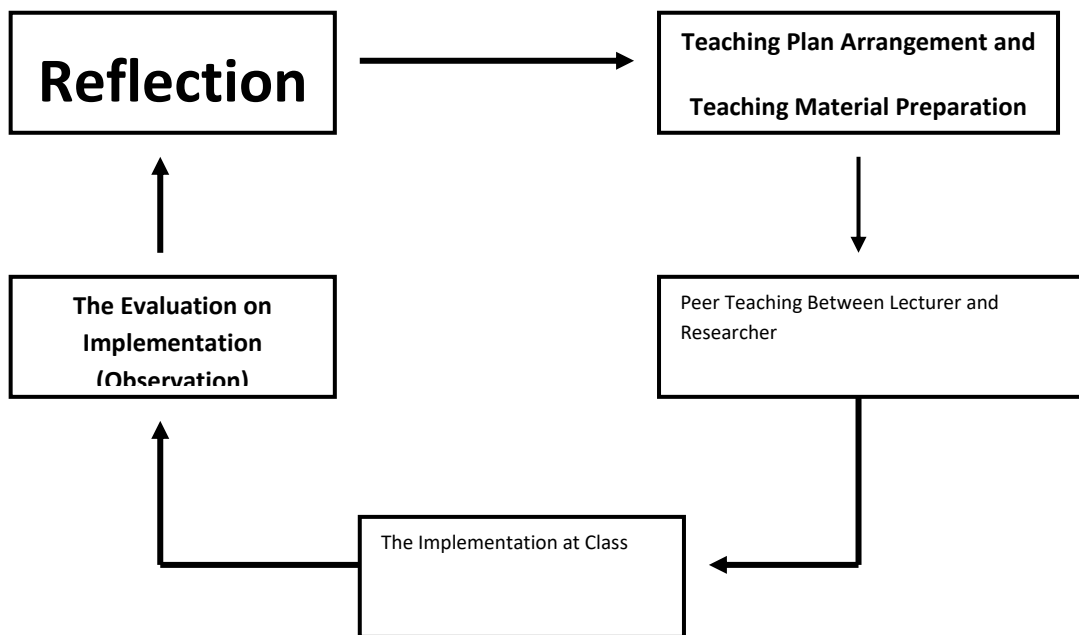 Reflection
Teaching Plan Arrangement and
Teaching Material Preparation
The Evaluation on
Implementation
(Observation)
Peer Teaching Between Lecturer and
Researcher
The Implementation at Class